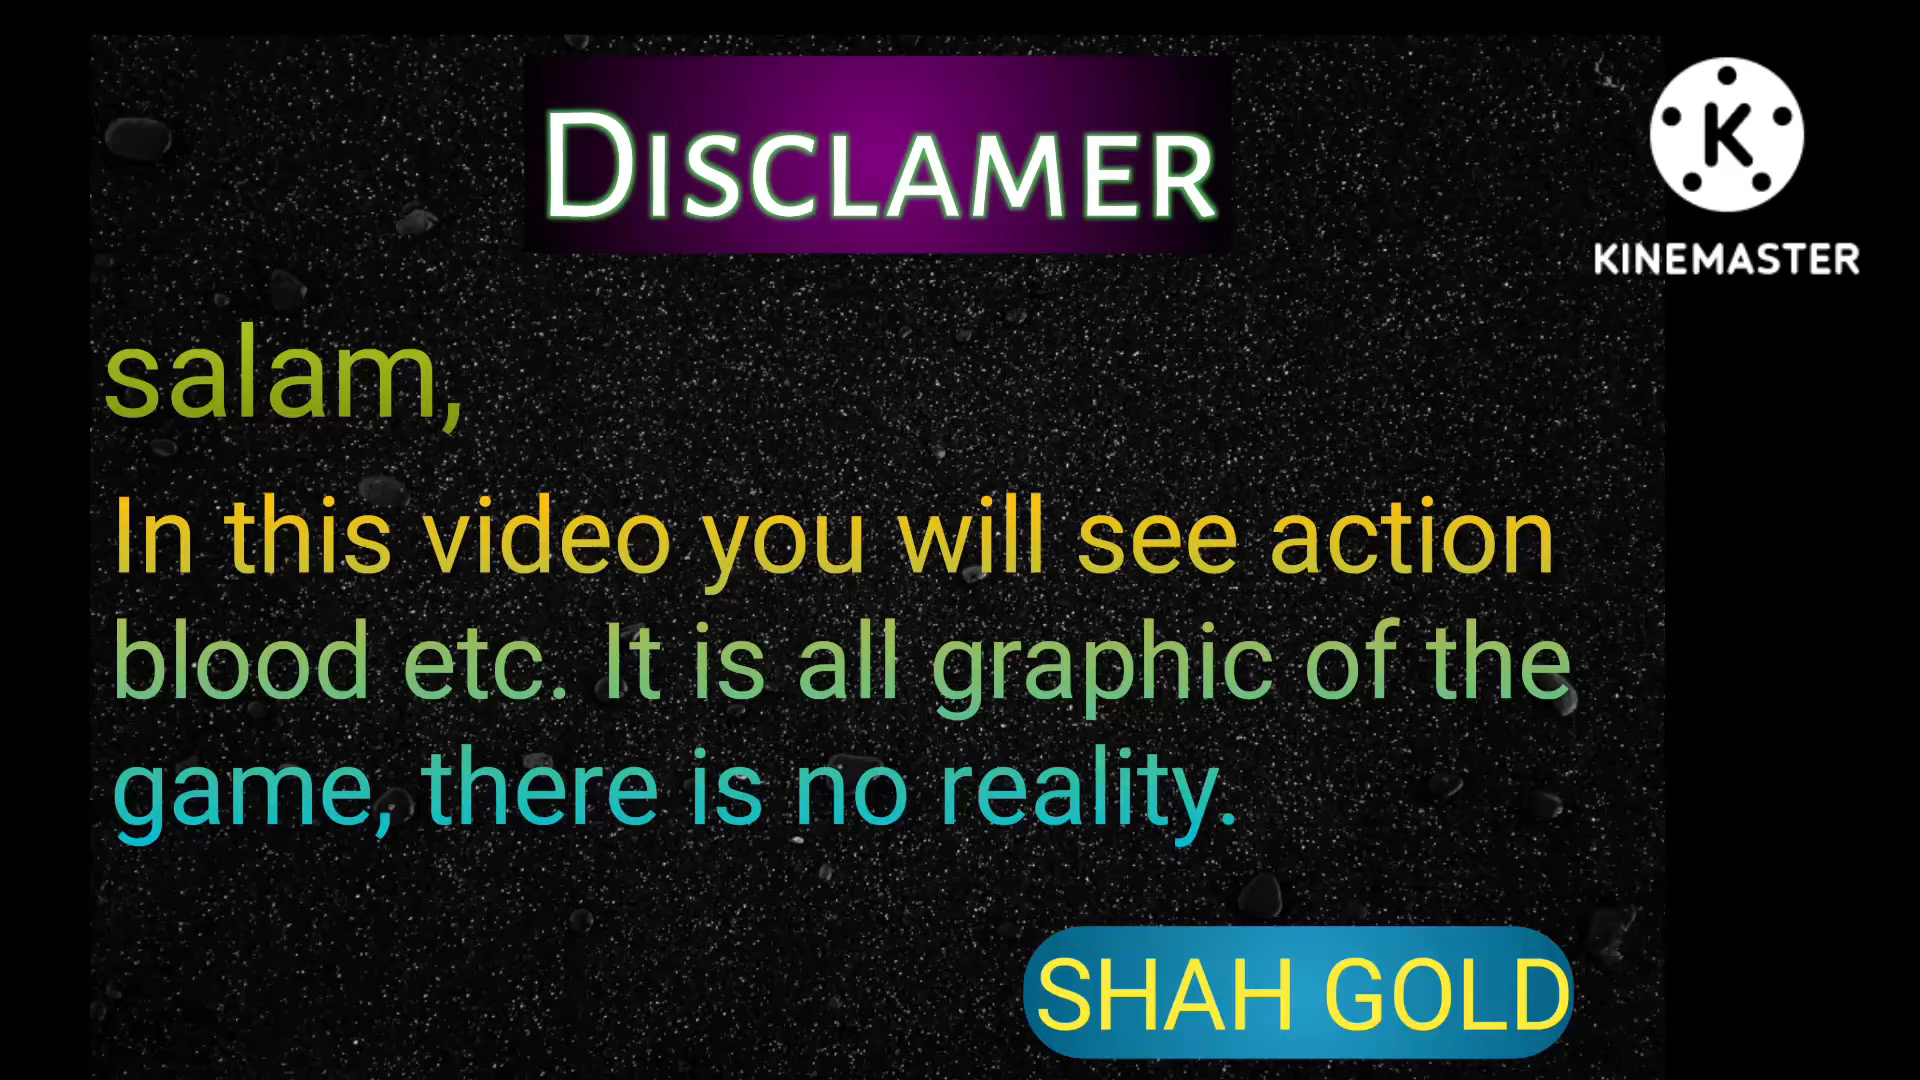 DISCLAMER
K
KINEMASTER
salam,
In this video you will see action
blood etc. It is all graphic of the
game, there is no reality.
SHAH GOLD